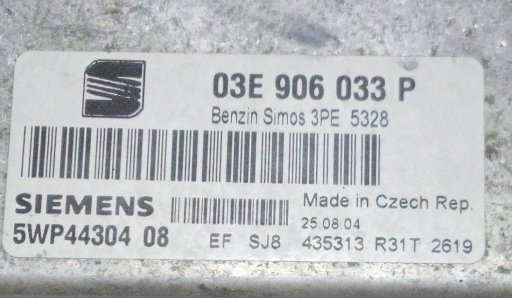 03E 906 033 P
Benzin Simos 3PE 5328
SIEMENS
Made in Czech Rep.
25.08.04
5WP44304 08
EF SJ8
435313 R31T 2619